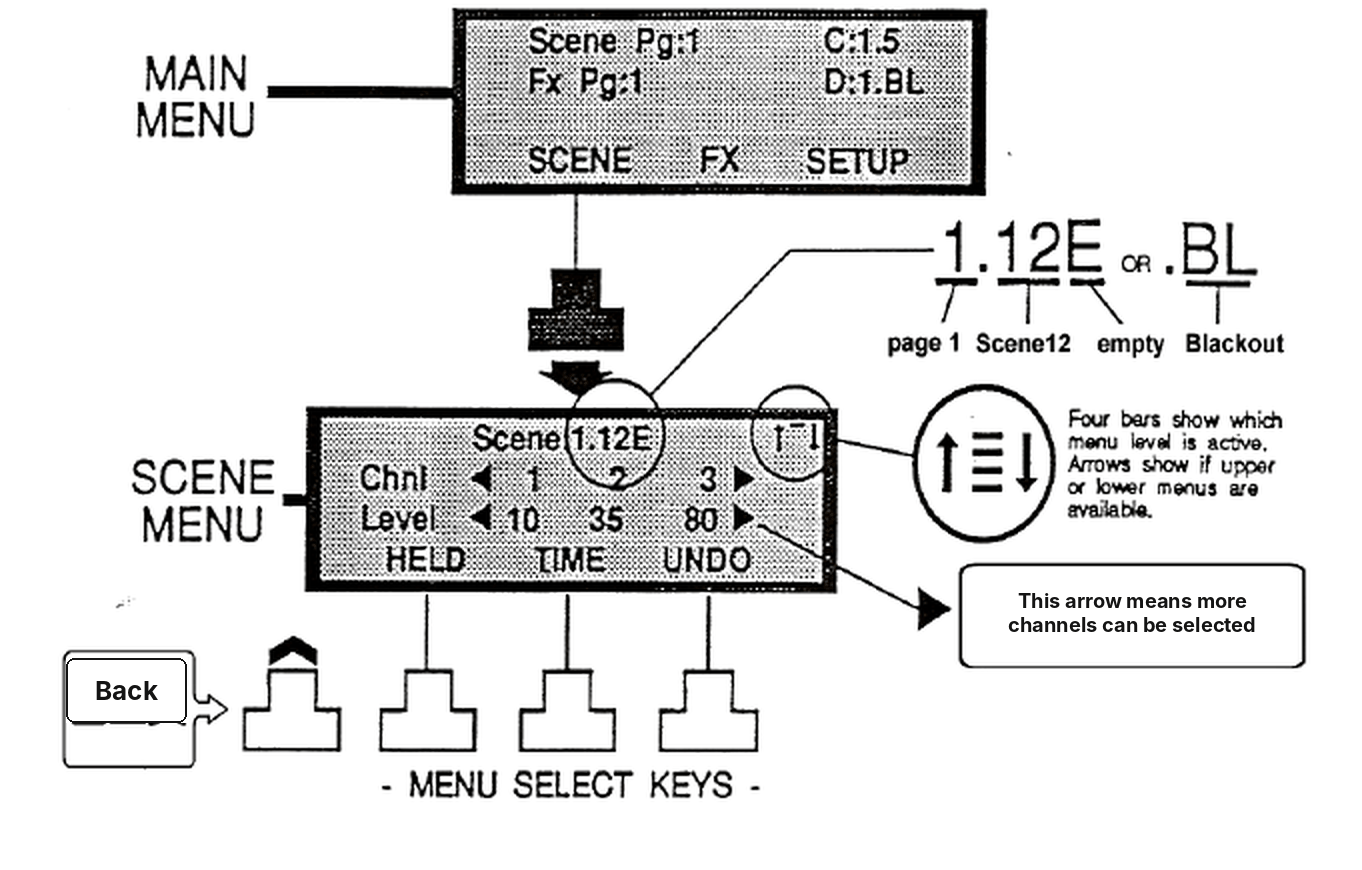 MAIN
MENU
Scene Pg:1 C:1.5
Fx Pg:1 D:1.BL
SCENE FX SETUP
1.12E OR .BL
page 1 Scene12 empty Blackout
SCENE
MENU
Scene 1.12E
Chnl 1 2 3
Level 10 35 80
HELD TIME UNDO
Four bars show which
menu level is active.
Arrows show if upper
or lower menus are
available.
This arrow means more
channels can be selected
Back
- MENU SELECT KEYS -